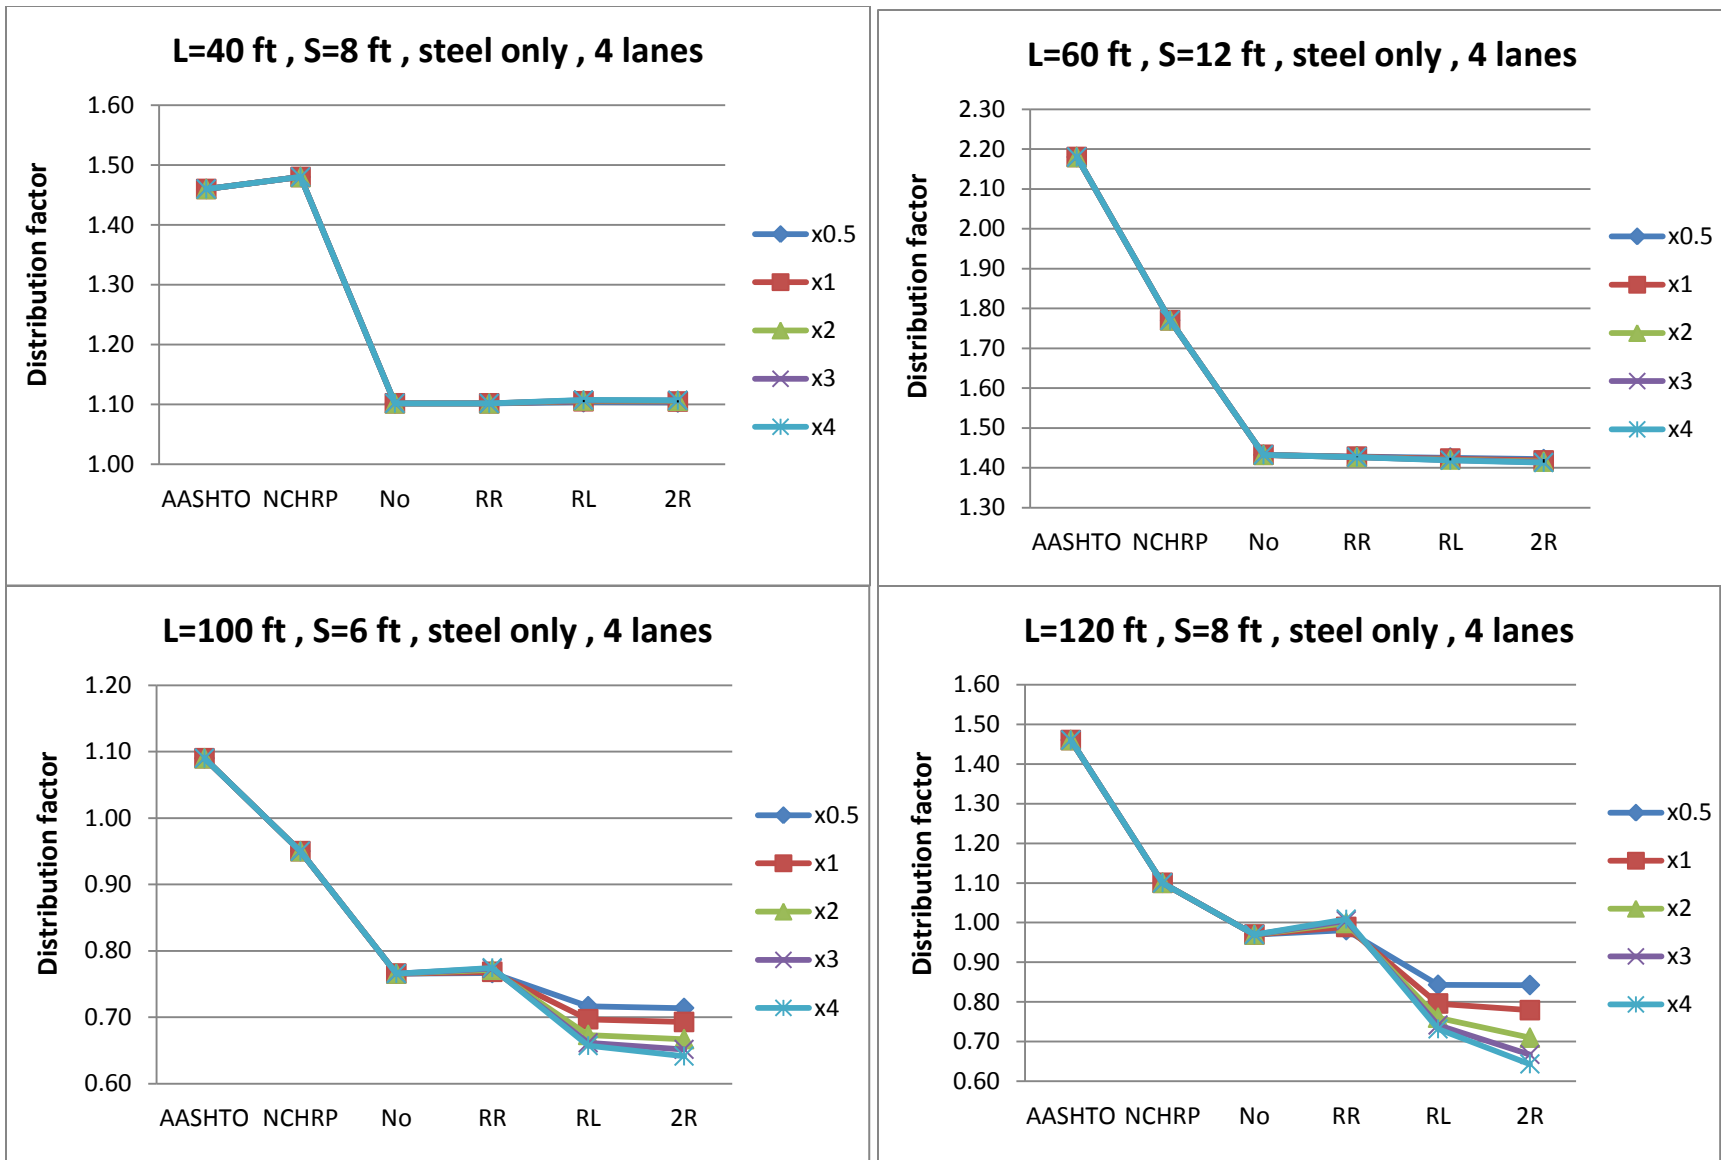 L=40 ft , S=8 ft , steel only , 4 lanes
Distribution factor
1.60
1.50
1.40
1.30
1.20
1.10
1.00
AASHTO NCHRP No RR RL 2R
x0.5
x1
x2
x3
x4
L=60 ft , S=12 ft , steel only , 4 lanes
Distribution factor
2.30
2.20
2.10
2.00
1.90
1.80
1.70
1.60
1.50
1.40
1.30
AASHTO NCHRP No RR RL 2R
x0.5
x1
x2
x3
x4
L=100 ft , S=6 ft , steel only , 4 lanes
Distribution factor
1.20
1.10
1.00
0.90
0.80
0.70
0.60
AASHTO NCHRP No RR RL 2R
x0.5
x1
x2
x3
x4
L=120 ft , S=8 ft , steel only , 4 lanes
Distribution factor
1.60
1.50
1.40
1.30
1.20
1.10
1.00
0.90
0.80
0.70
0.60
AASHTO NCHRP No RR RL 2R
x0.5
x1
x2
x3
x4